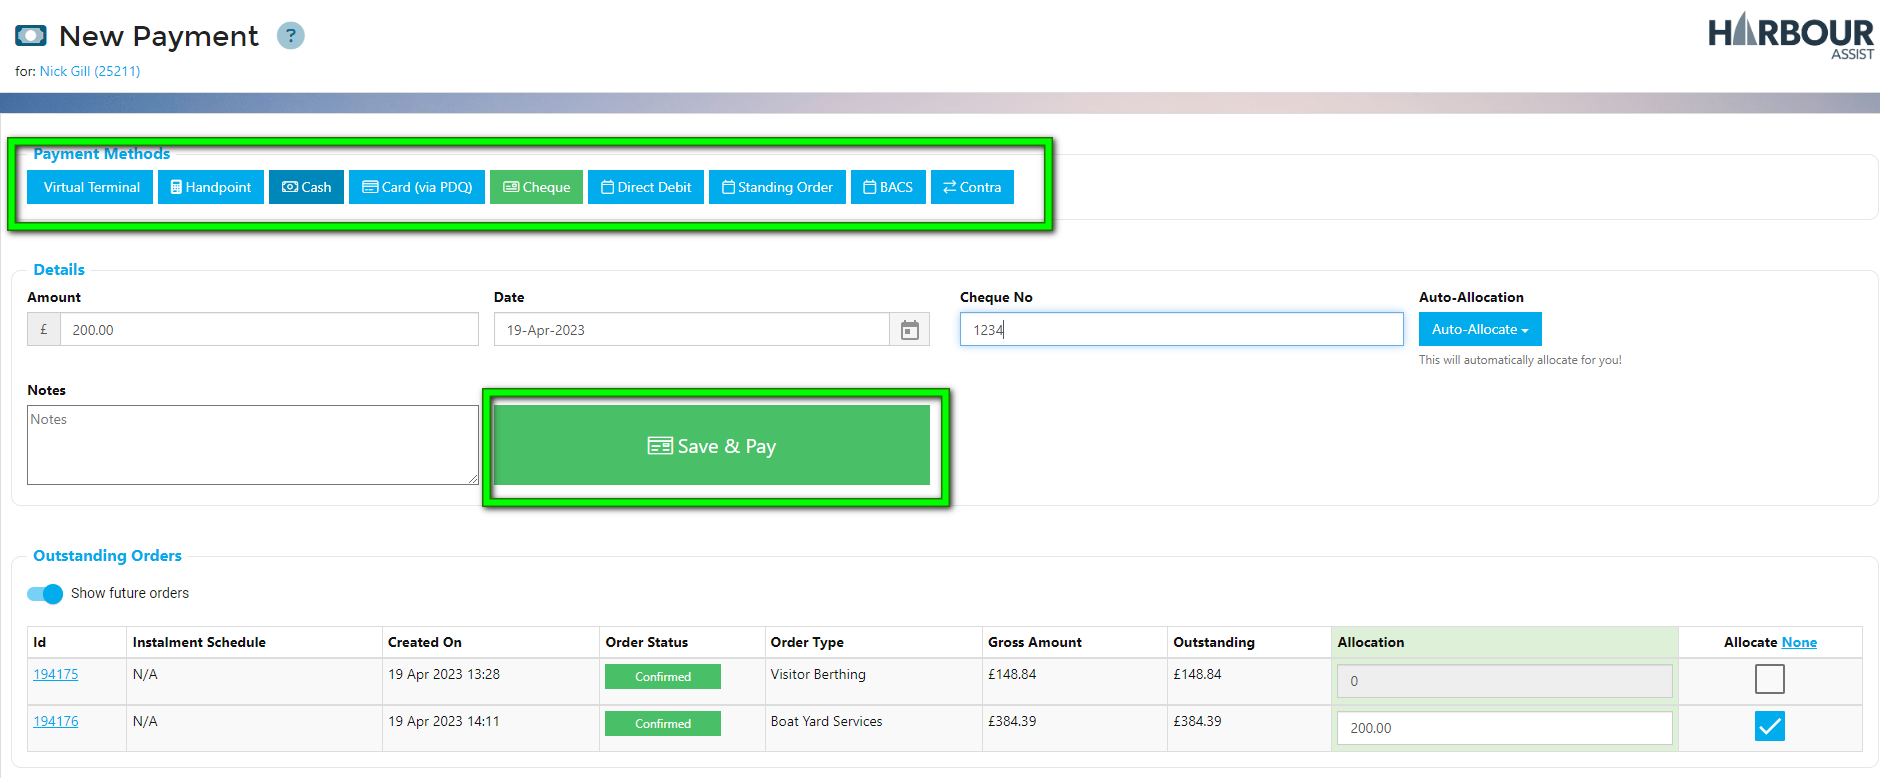 New Payment ?
HARBOUR
ASSIST
for: Nick Gill (25211)
Payment Methods
Virtual Terminal Handpoint Cash Card (via PDQ) Cheque Direct Debit Standing Order BACS Contra
Details
Amount Date Cheque No Auto-Allocation
£ 200.00 19-Apr-2023 1234 Auto-Allocate
This will automatically allocate for you!
Notes
Notes
Save & Pay
Outstanding Orders
Show future orders
Id Instalment Schedule Created On Order Status Order Type Gross Amount Outstanding Allocation Allocate None
194175 N/A 19 Apr 2023 13:28 Confirmed Visitor Berthing £148.84 £148.84 0
194176 N/A 19 Apr 2023 14:11 Confirmed Boat Yard Services £384.39 £384.39 200.00